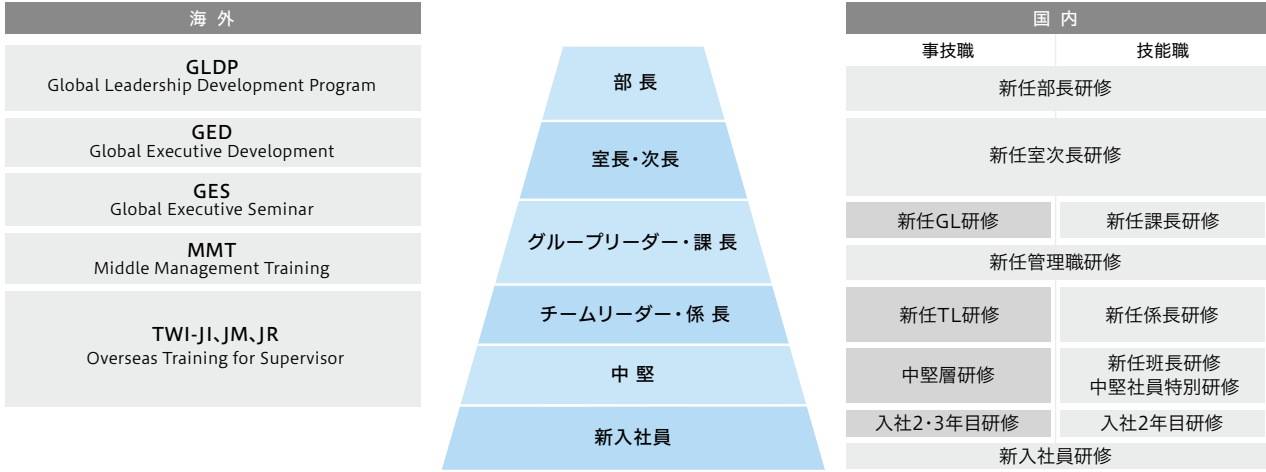 海 外
GLDP
Global Leadership Development Program
GED
Global Executive Development
GES
Global Executive Seminar
MMT
Middle Management Training
TWI-JI、JM、JR
Overseas Training for Supervisor
部 長
室長・次長
グループリーダー・課 長
チームリーダー・係 長
中 堅
新入社員
国 内
事技職
技能職
新任部長研修
新任室次長研修
新任GL研修
新任課長研修
新任管理職研修
新任TL研修
新任係長研修
中堅層研修
新任班長研修
中堅社員特別研修
入社2・3年目研修
入社2年目研修
新入社員研修